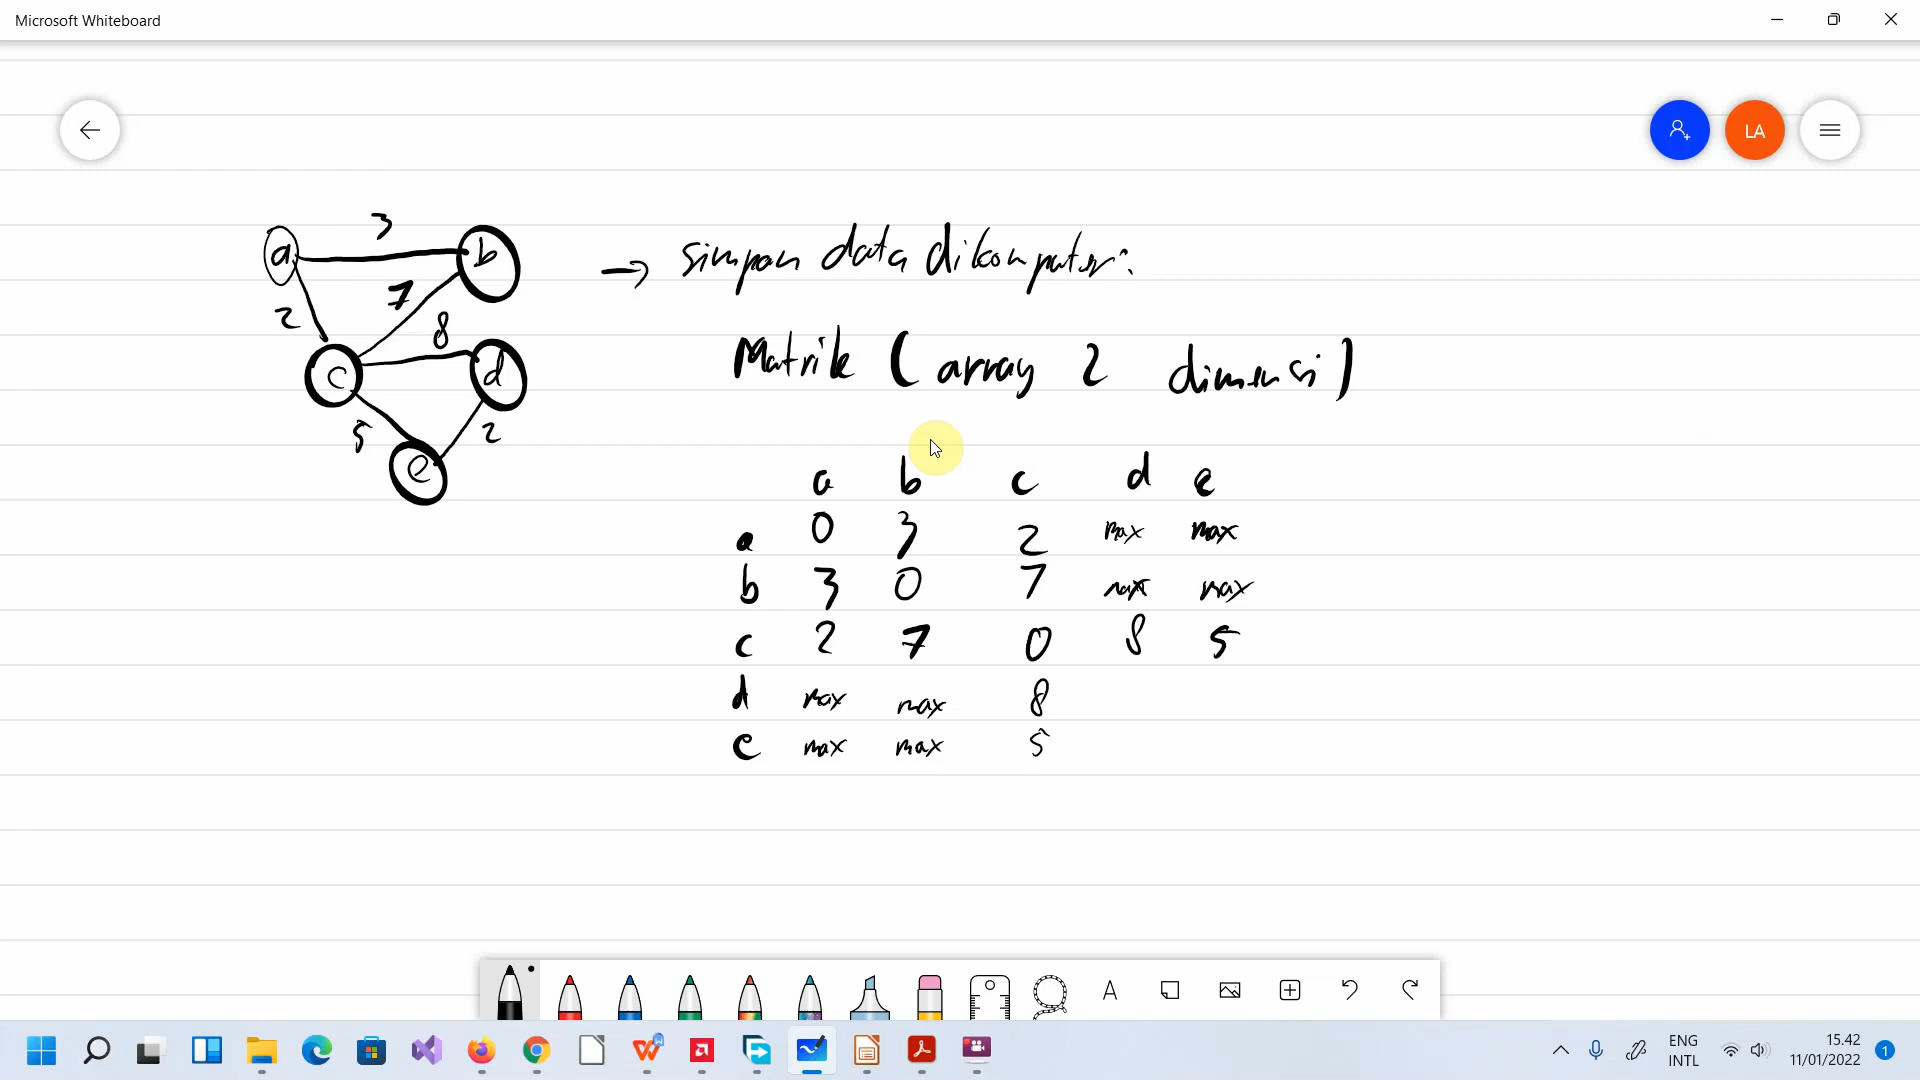 Microsoft Whiteboard
LA
a 3 b
2 7
8
c d
5 2
e
→ simpan data dikomputer:
Matrik (array 2 dimensi)
a b c d e
a 0 3 2 max max
b 3 0 7 max max
c 2 7 0 8 5
d max max 8
e max max 5
A
W
ENG
INTL
15.42
11/01/2022
1